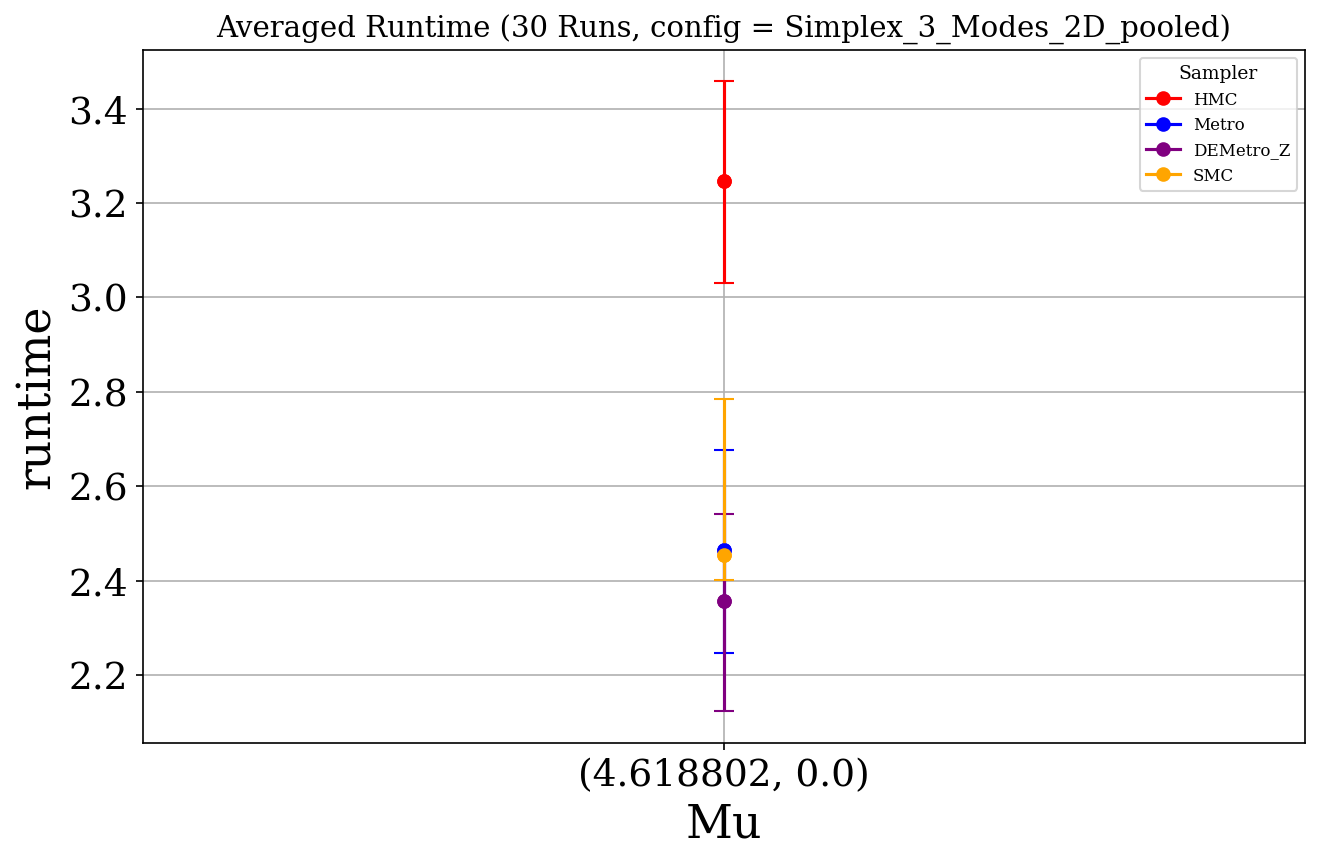 Averaged Runtime (30 Runs, config = Simplex_3_Modes_2D_pooled)
Sampler
HMC
Metro
DEMetro_Z
SMC
3.4
3.2
3.0
2.8
2.6
2.4
2.2
runtime
(4.618802, 0.0)
Mu